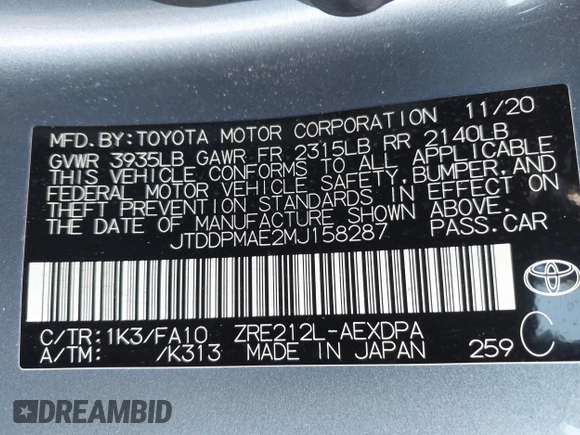 MFD.BY:TOYOTA MOTOR CORPORATION 11/20
GVWR 3935LB GAWR FR 2315LB RR 2140LB
THIS VEHICLE CONFORMS TO ALL APPLICABLE
FEDERAL MOTOR VEHICLE SAFETY,BUMPER,AND
THEFT PREVENTION STANDARDS IN EFFECT ON
THE DATE OF MANUFACTURE SHOWN ABOVE.
JTDDPMAE2MJ158287 PASS.CAR
C/TR:1K3/FA10 ZRE212L-AEXDPA
A/TM: /K313 MADE IN JAPAN 259 C
TOYOTA
DREAMBID